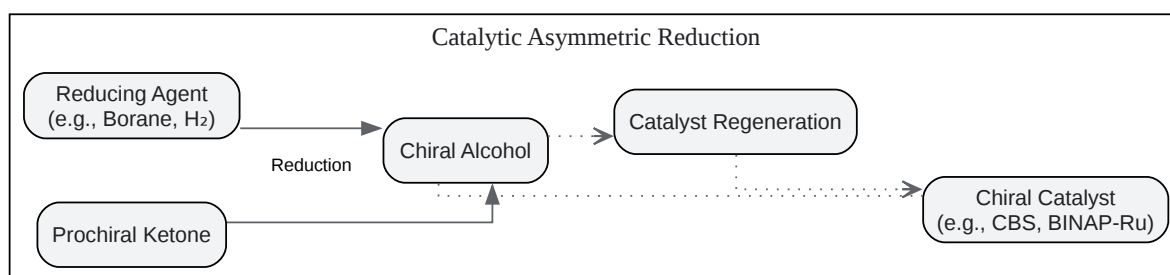 Catalytic Asymmetric Reduction
Reducing Agent
(e.g., Borane, H₂)
Reduction
Chiral Alcohol
Catalyst Regeneration
Prochiral Ketone
Chiral Catalyst
(e.g., CBS, BINAP-Ru)